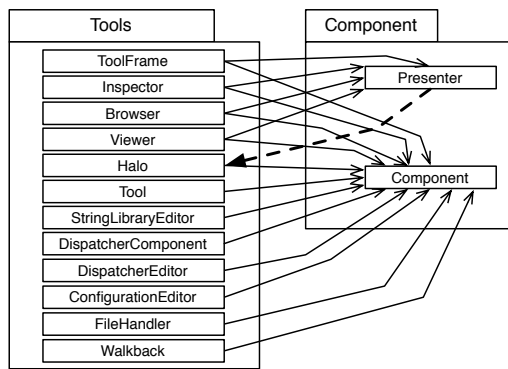 Tools
ToolFrame
Inspector
Browser
Viewer
Halo
Tool
StringLibraryEditor
DispatcherComponent
DispatcherEditor
ConfigurationEditor
FileHandler
Walkback
Component
Presenter
Component